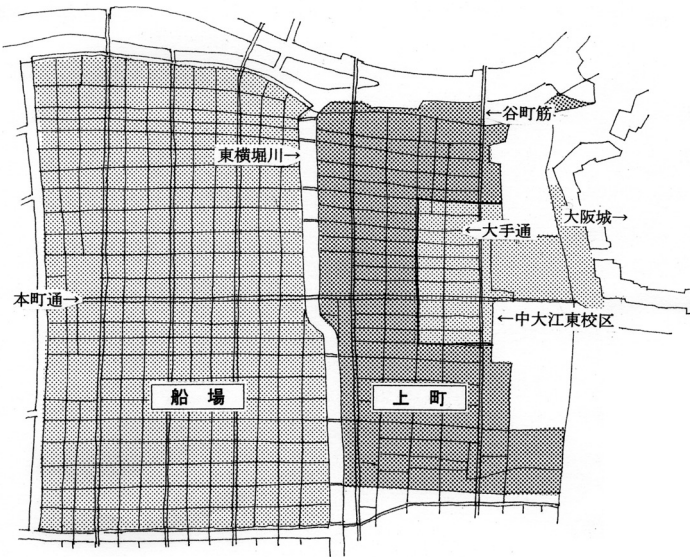 ←谷町筋
東横堀川→
大阪城→
←大手通
本町通→
←中大江東校区
船場
上町